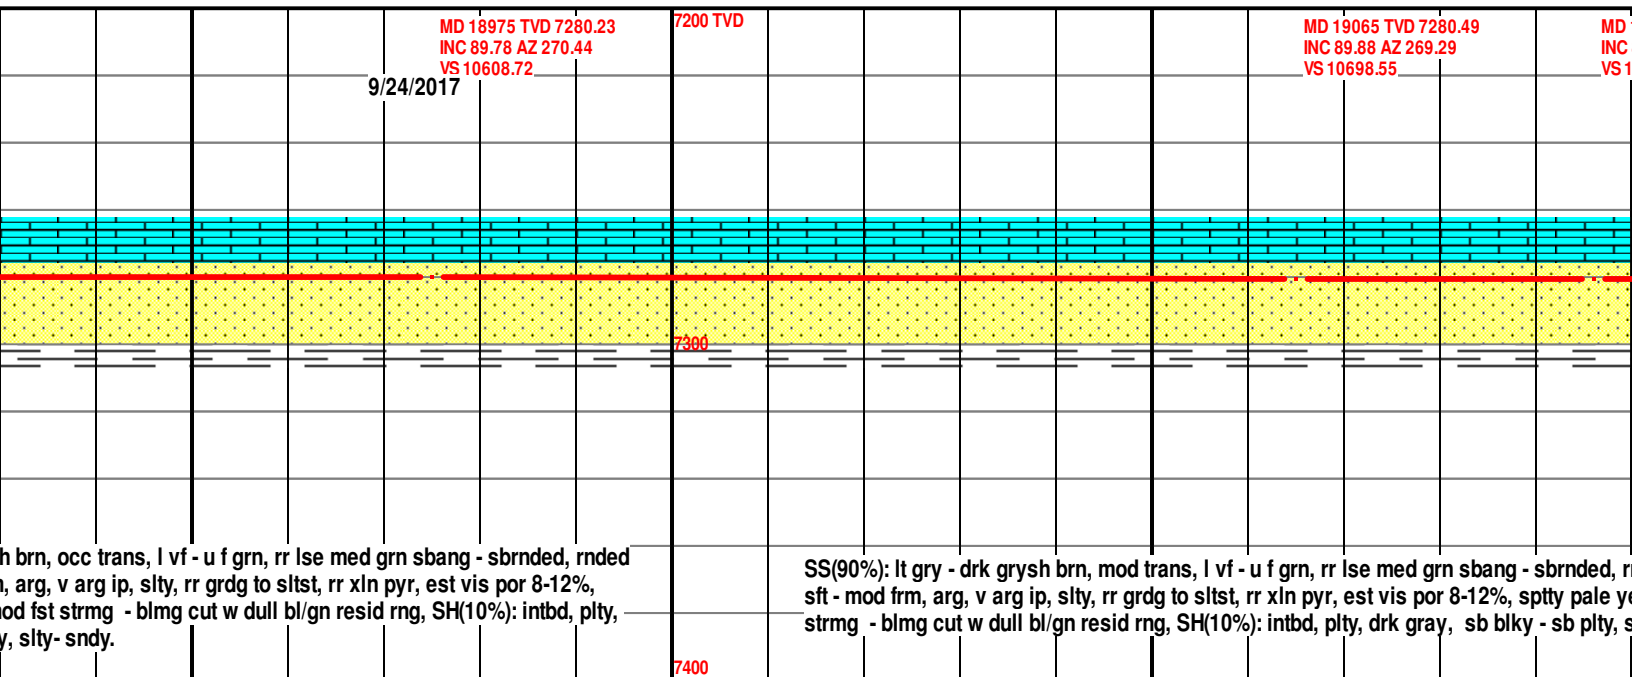 MD 18975 TVD 7280.23
INC 89.78 AZ 270.44
VS 10608.72
9/24/2017
7200 TVD
MD 19065 TVD 7280.49
INC 89.88 AZ 269.29
VS 10698.55
MD
INC
VS 1
7300
h brn, occ trans, l vf - u f grn, rr lse med grn sbang - sbrnded, rnded
, arg, v arg ip, slty, rr grdg to sltst, rr xln pyr, est vis por 8-12%,
od fst strmg - blmg cut w dull bl/gn resid rng, SH(10%): intbd, plty,
y, slty- sndy.
SS(90%): lt gry - drk grysh brn, mod trans, l vf - u f grn, rr lse med grn sbang - sbrnded, r
sft - mod frm, arg, v arg ip, slty, rr grdg to sltst, rr xln pyr, est vis por 8-12%, sptty pale ye
strmg - blmg cut w dull bl/gn resid rng, SH(10%): intbd, plty, drk gray, sb blky - sb plty, s
7400